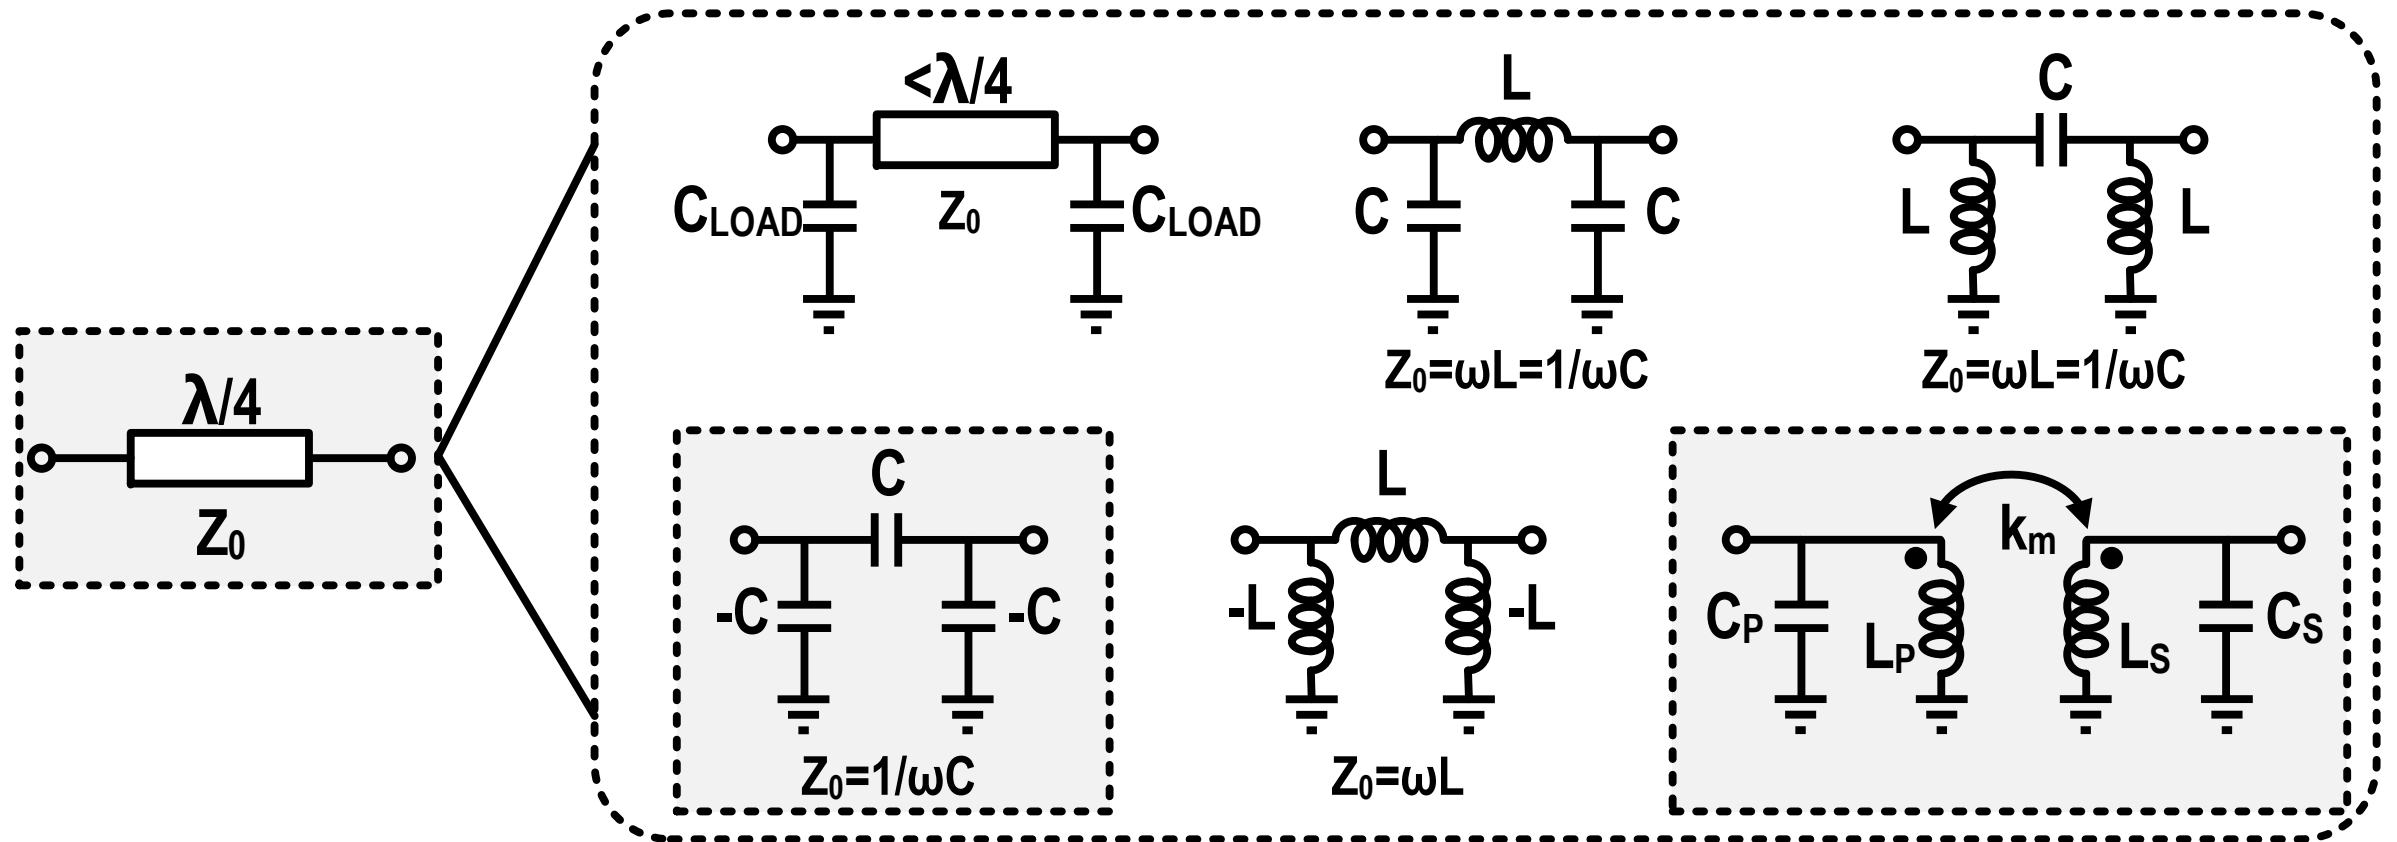 λ/4
Z0
<λ/4
CLOAD
Z0
CLOAD
L
C
C
Z0=ωL=1/ωC
C
L
L
Z0=ωL=1/ωC
C
-C
-C
Z0=1/ωC
L
-L
-L
Z0=ωL
km
CP
LP
LS
CS